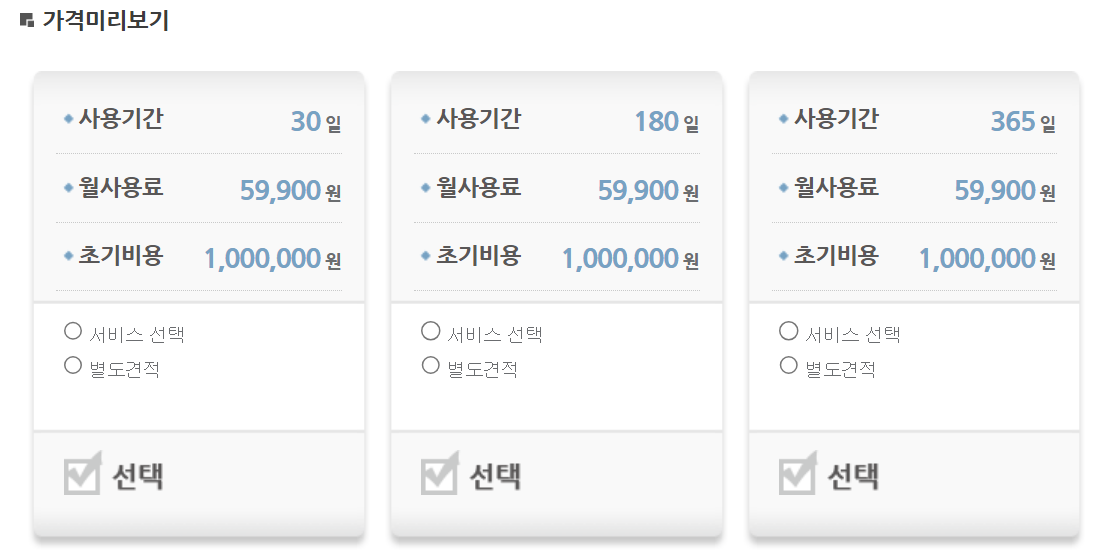 가격미리보기
사용기간 30 일
월사용료 59,900 원
초기비용 1,000,000 원
서비스 선택
별도견적
선택
사용기간 180 일
월사용료 59,900 원
초기비용 1,000,000 원
서비스 선택
별도견적
선택
사용기간 365 일
월사용료 59,900 원
초기비용 1,000,000 원
서비스 선택
별도견적
선택